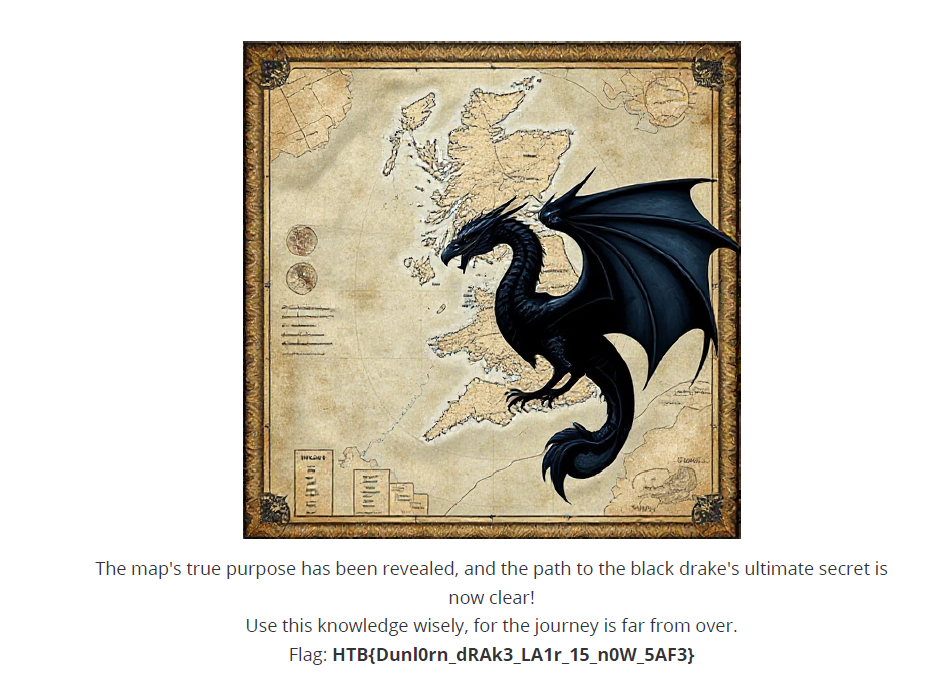 The map's true purpose has been revealed, and the path to the black drake's ultimate secret is
now clear!
Use this knowledge wisely, for the journey is far from over.
Flag: HTB{Dunl0rn_dRAk3_LA1r_15_n0W_5AF3}